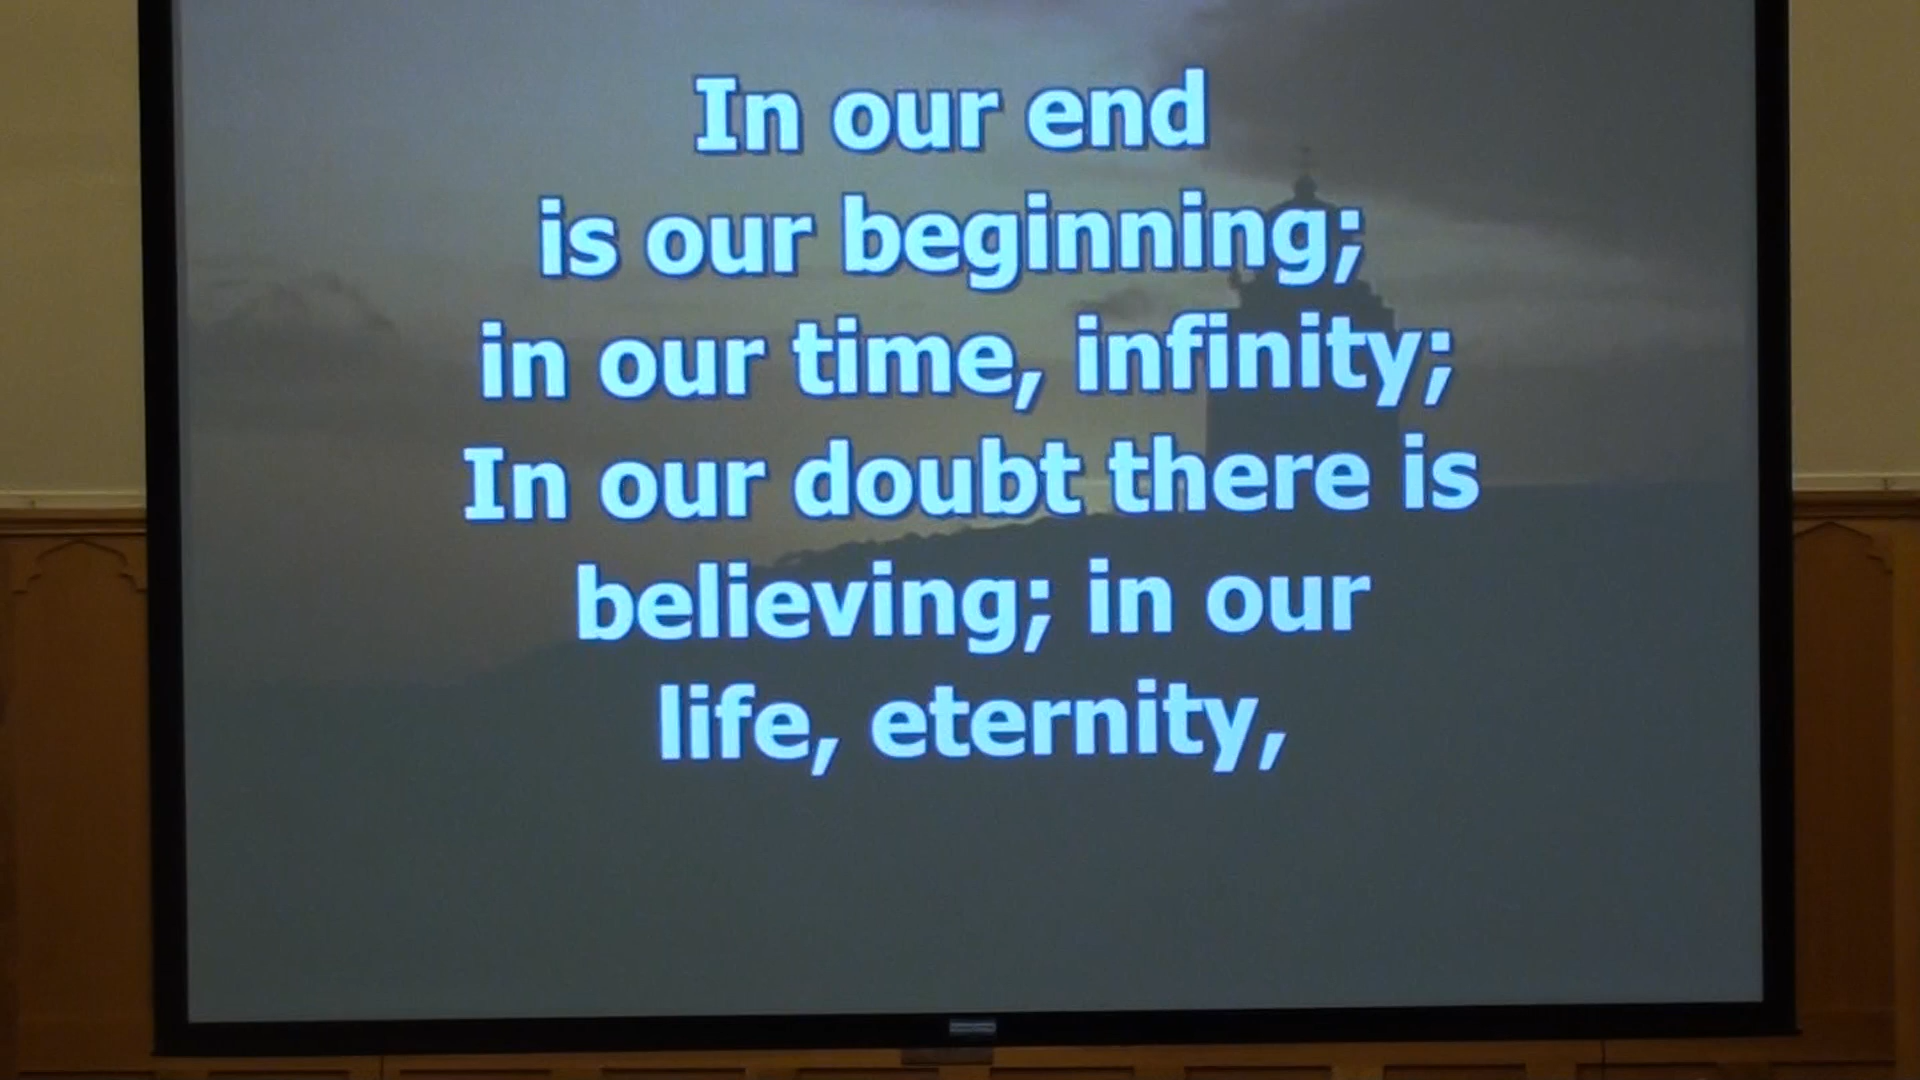 In our end
is our beginning;
in our time, infinity;
In our doubt there is
believing; in our
life, eternity,